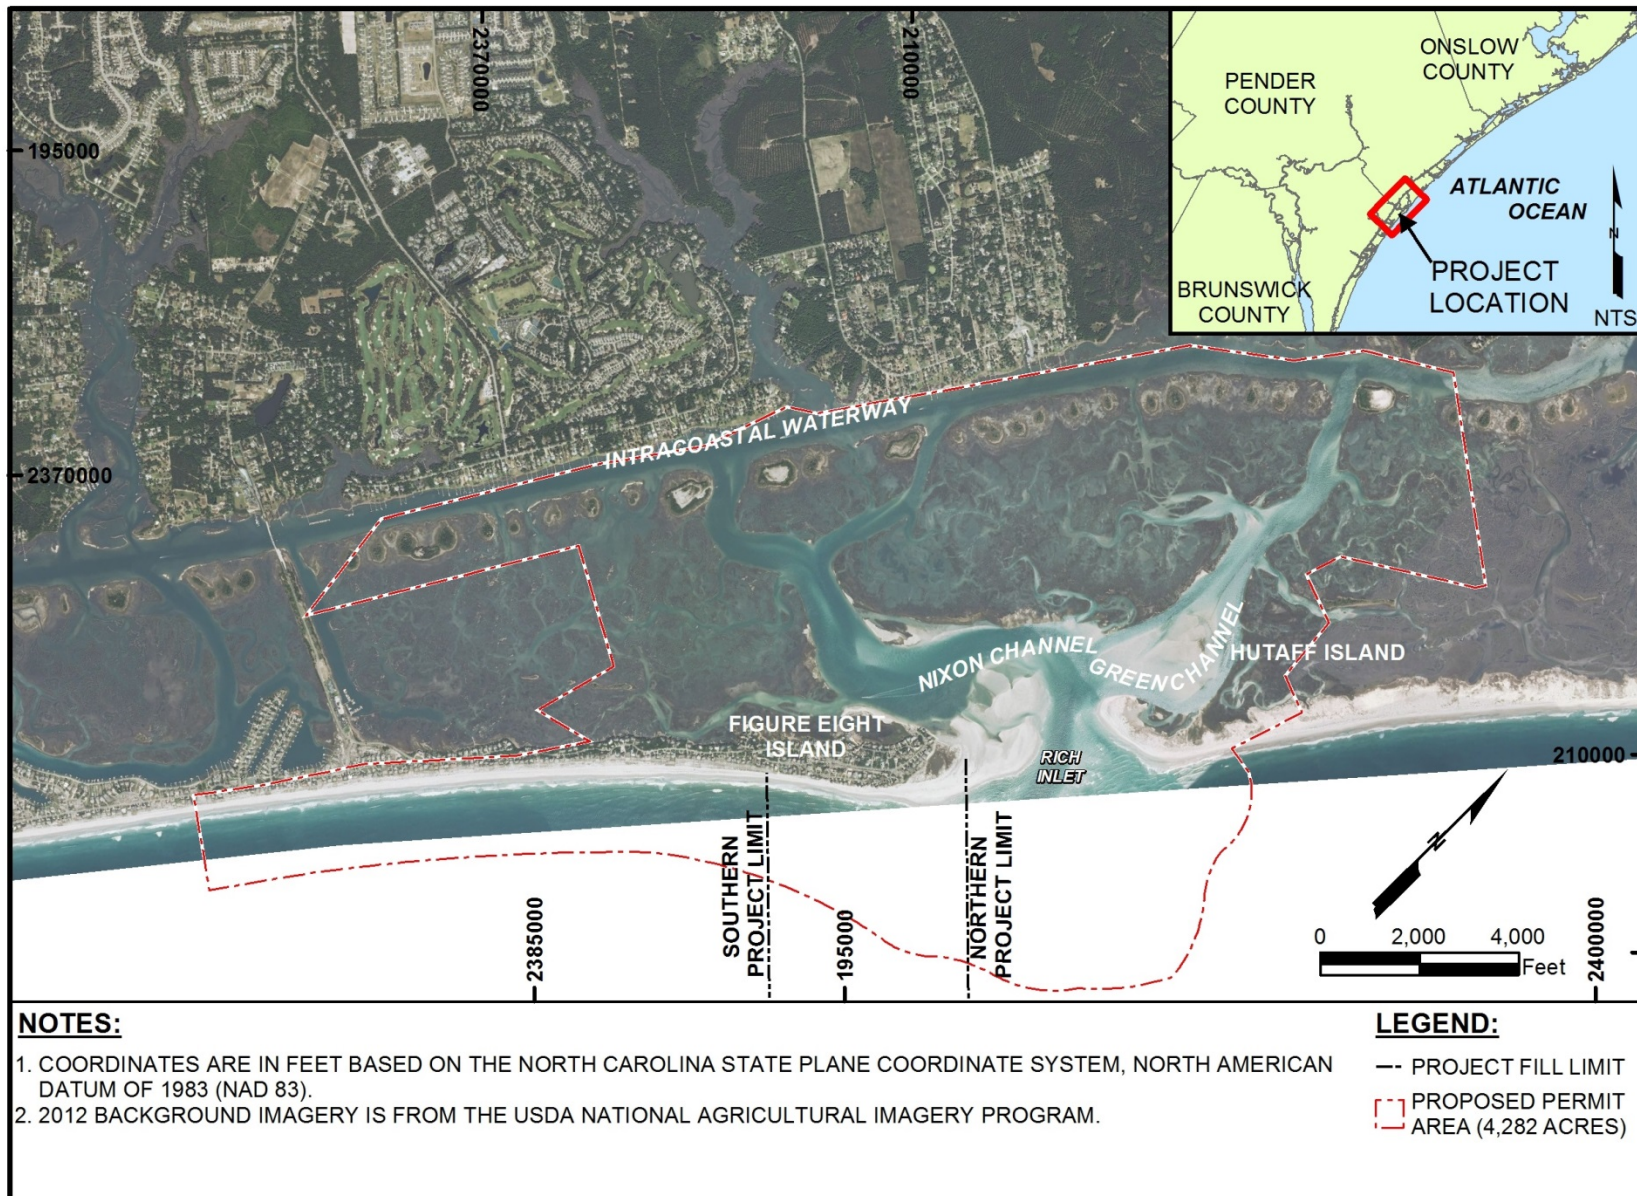 2370000
2100000
195000
2370000
ONSLOW
COUNTY
PENDER
COUNTY
ATLANTIC
OCEAN
N
PROJECT
LOCATION
BRUNSWICK
COUNTY
NTS
INTRACOASTAL WATERWAY
NIXON CHANNEL
GREEN CHANNEL
HUTAFF ISLAND
FIGURE EIGHT
ISLAND
RICH
INLET
210000
SOUTHERN
PROJECT LIMIT
NORTHERN
PROJECT LIMIT
N
2385000
195000
2400000
0 2,000 4,000
Feet
NOTES:
1. COORDINATES ARE IN FEET BASED ON THE NORTH CAROLINA STATE PLANE COORDINATE SYSTEM, NORTH AMERICAN
DATUM OF 1983 (NAD 83).
2. 2012 BACKGROUND IMAGERY IS FROM THE USDA NATIONAL AGRICULTURAL IMAGERY PROGRAM.
LEGEND:
PROJECT FILL LIMIT
PROPOSED PERMIT
AREA (4,282 ACRES)